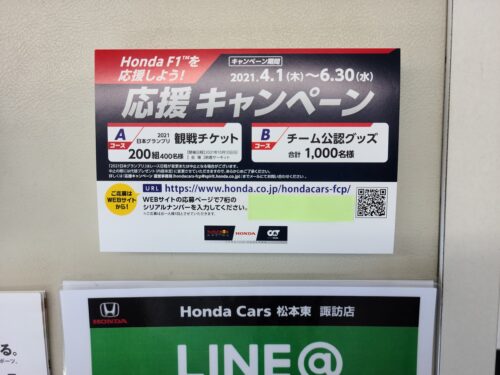 Honda F1™を
応援しよう!
キャンペーン期間
2021.4.1(木)〜6.30(水)
応援キャンペーン
A
コース
2021
日本グランプリ
観戦チケット
200組400名様
B
コース
チーム公認グッズ
合計 1,000名様
ご応募は
WEBサイト
から!
URL https://www.honda.co.jp/hondacars-fcp/
WEBサイトの応募ページで7桁の
シリアルナンバーを入力してください。
HONDA
HONDA
Honda Cars 松本東 諏訪店
LINE@
る。